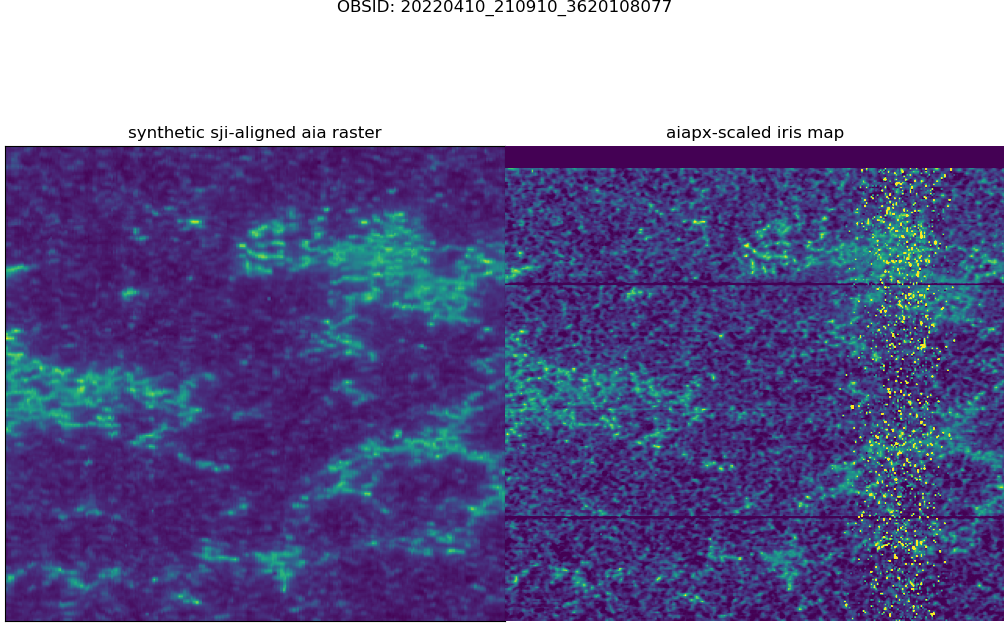 OBSID: 20220410_210910_3620108077
synthetic sji-aligned aia raster
aiapx-scaled iris map